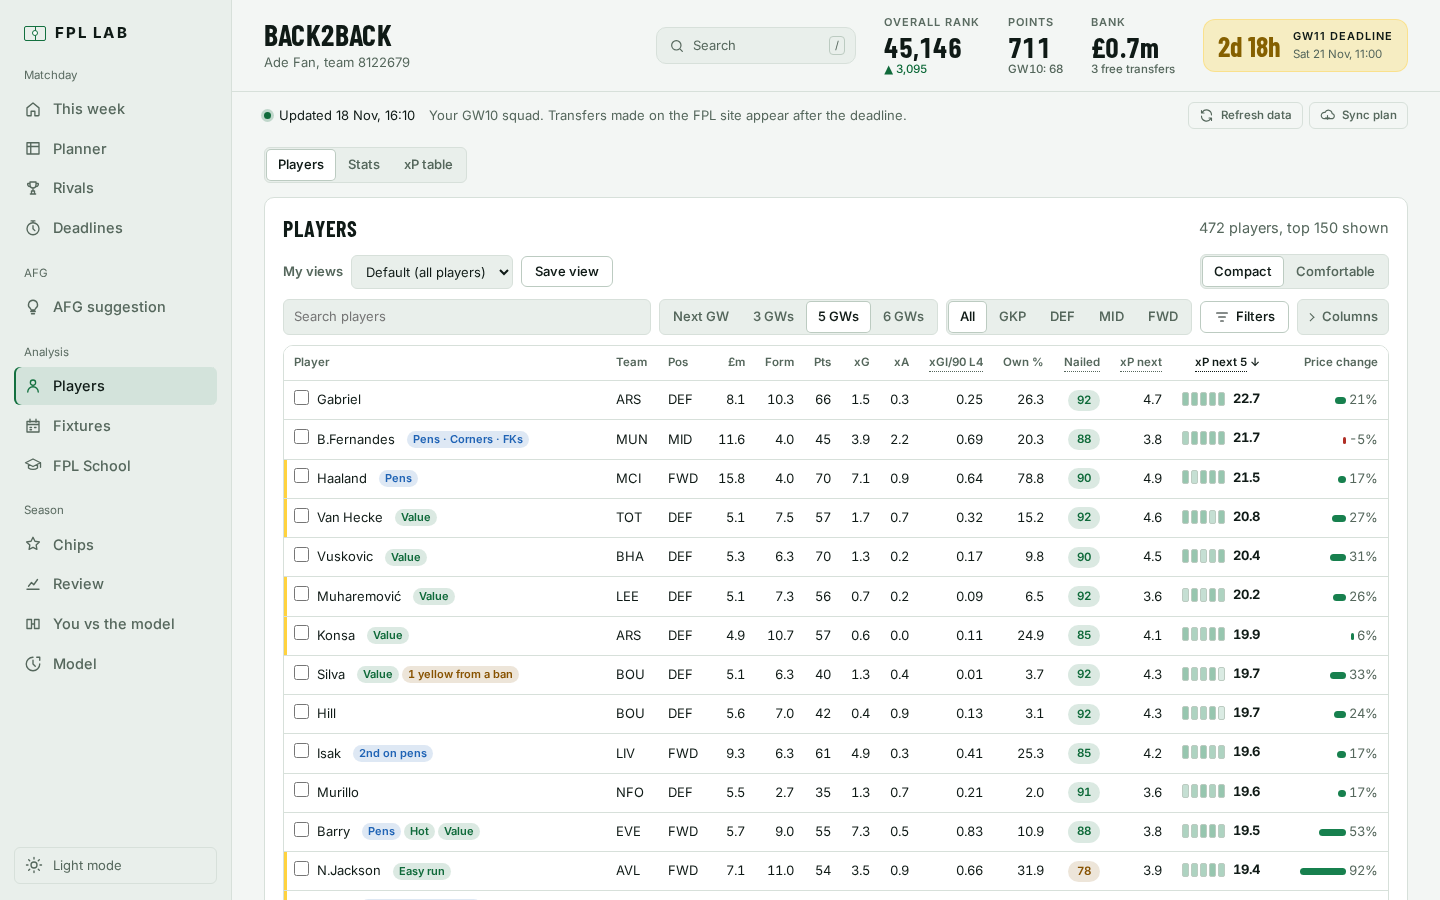 FPL LAB
Matchday
This week
Planner
Rivals
Deadlines
AFG
AFG suggestion
Analysis
Players
Fixtures
FPL School
Season
Chips
Review
You vs the model
Model
Light mode
BACK2BACK
Ade Fan, team 8122679
Search /
OVERALL RANK
45,146
▲ 3,095
POINTS
711
GW10: 68
BANK
£0.7m
3 free transfers
2d 18h
GW11 DEADLINE
Sat 21 Nov, 11:00
Updated 18 Nov, 16:10 Your GW10 squad. Transfers made on the FPL site appear after the deadline.
Refresh data Sync plan
Players Stats xP table
PLAYERS
472 players, top 150 shown
My views Default (all players) Save view Compact Comfortable
Search players Next GW 3 GWs 5 GWs 6 GWs All GKP DEF MID FWD Filters Columns
Player Team Pos £m Form Pts xG xA xGI/90 L4 Own % Nailed xP next xP next 5 ↓ Price change
Gabriel ARS DEF 8.1 10.3 66 1.5 0.3 0.25 26.3 92 4.7 22.7 21%
B.Fernandes Pens · Corners · FKs MUN MID 11.6 4.0 45 3.9 2.2 0.69 20.3 88 3.8 21.7 -5%
Haaland Pens MCI FWD 15.8 4.0 70 7.1 0.9 0.64 78.8 90 4.9 21.5 17%
Van Hecke Value TOT DEF 5.1 7.5 57 1.7 0.7 0.32 15.2 92 4.6 20.8 27%
Vuskovic Value BHA DEF 5.3 6.3 70 1.3 0.2 0.17 9.8 90 4.5 20.4 31%
Muharemović Value LEE DEF 5.1 7.3 56 0.7 0.2 0.09 6.5 92 3.6 20.2 26%
Konsa Value ARS DEF 4.9 10.7 57 0.6 0.0 0.11 24.9 85 4.1 19.9 6%
Silva Value 1 yellow from a ban BOU DEF 5.1 6.3 40 1.3 0.4 0.01 3.7 92 4.3 19.7 33%
Hill BOU DEF 5.6 7.0 42 0.4 0.9 0.13 3.1 92 4.3 19.7 24%
Isak 2nd on pens LIV FWD 9.3 6.3 61 4.9 0.3 0.41 25.3 85 4.2 19.6 17%
Murillo NFO DEF 5.5 2.7 35 1.3 0.7 0.21 2.0 91 3.6 19.6 17%
Barry Pens Hot Value EVE FWD 5.7 9.0 55 7.3 0.5 0.83 10.9 88 3.8 19.5 53%
N.Jackson Easy run AVL FWD 7.1 11.0 54 3.5 0.9 0.66 31.9 78 3.9 19.4 92%